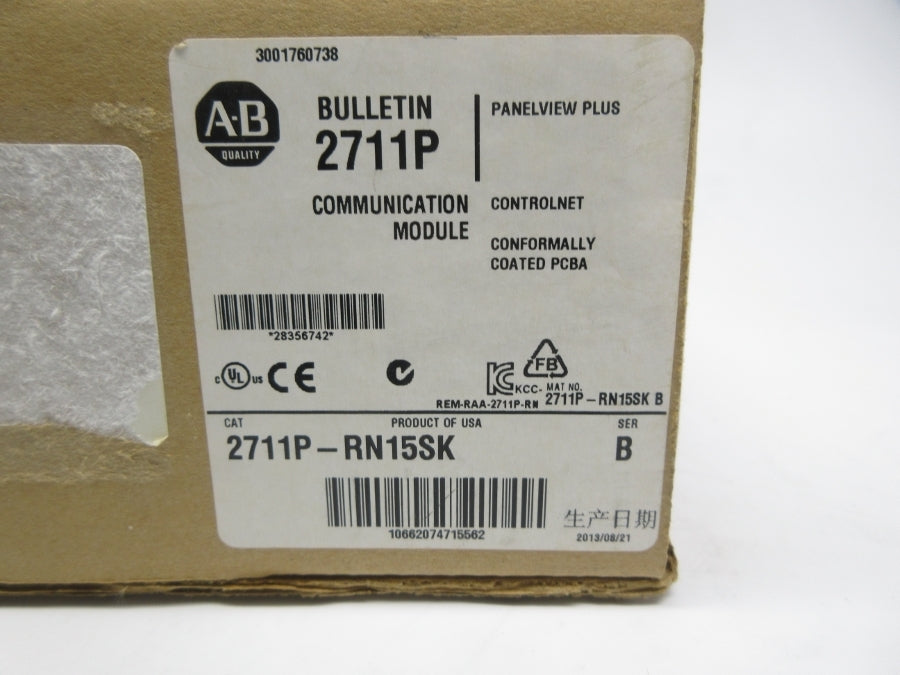 3001760738
A·B
QUALITY
BULLETIN
2711P
PANELVIEW PLUS
COMMUNICATION
MODULE
CONTROLNET
CONFORMALLY
COATED PCBA
*28356742*
C UL US CE
KCC-
REM-RAA-2711P-RN
FB
MAT NO.
2711P-RN15SK B
CAT
PRODUCT OF USA
SER
2711P-RN15SK
B
10662074715562
生产日期
2013/08/21